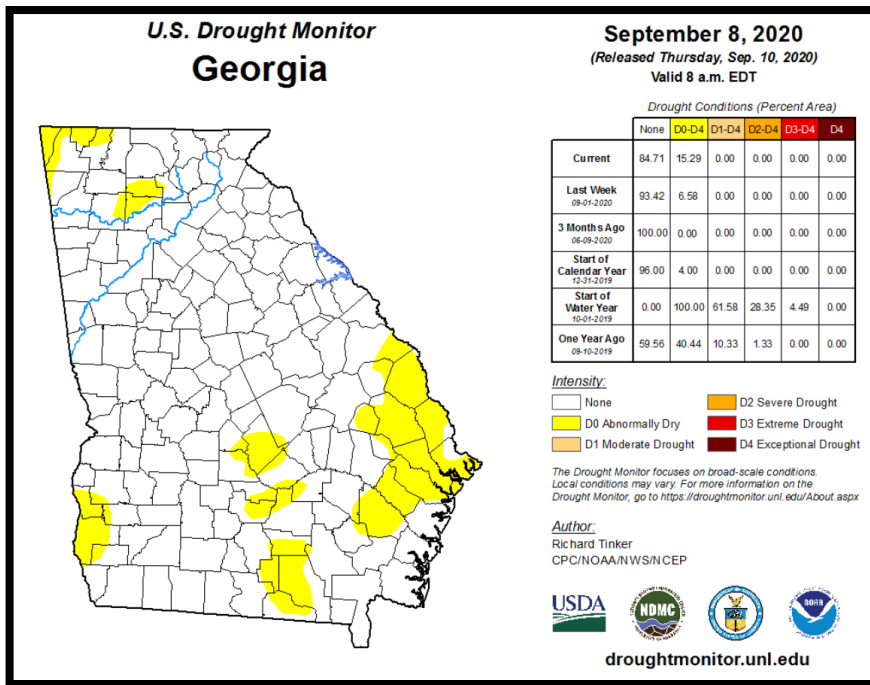 U.S. Drought Monitor
Georgia
September 8, 2020
(Released Thursday, Sep. 10, 2020)
Valid 8 a.m. EDT
Drought Conditions (Percent Area)
None D0-D4 D1-D4 D2-D4 D3-D4 D4
Current 84.71 15.29 0.00 0.00 0.00 0.00
Last Week
09-01-2020 93.42 6.58 0.00 0.00 0.00 0.00
3 Months Ago
06-09-2020 100.00 0.00 0.00 0.00 0.00 0.00
Start of
Calendar Year
12-31-2019 96.00 4.00 0.00 0.00 0.00 0.00
Start of
Water Year
10-01-2019 0.00 100.00 61.58 28.35 4.49 0.00
One Year Ago
09-10-2019 59.56 40.44 10.33 1.33 0.00 0.00
Intensity:
None
D0 Abnormally Dry
D1 Moderate Drought
D2 Severe Drought
D3 Extreme Drought
D4 Exceptional Drought
The Drought Monitor focuses on broad-scale conditions.
Local conditions may vary. For more information on the
Drought Monitor, go to https://droughtmonitor.unl.edu/About.aspx
Author:
Richard Tinker
CPC/NOAA/NWS/NCEP
USDA
NDMC
NOAA
droughtmonitor.unl.edu